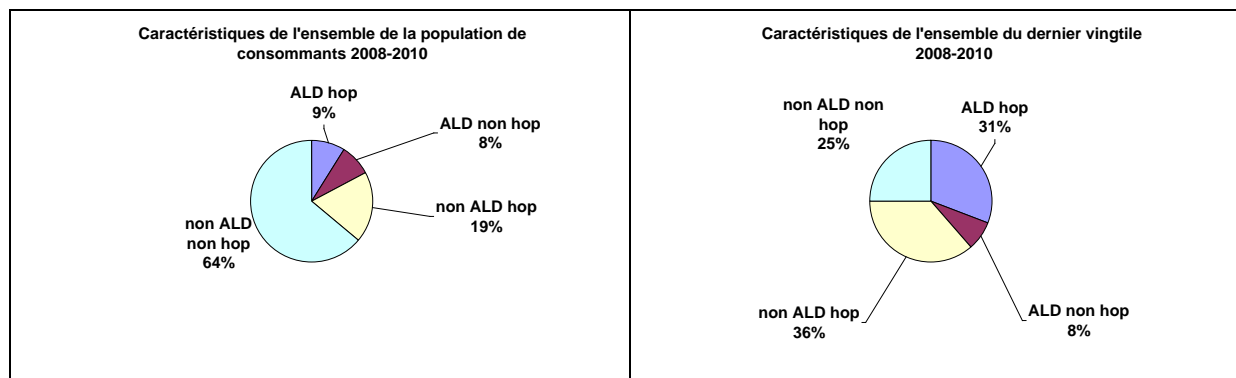 Caractéristiques de l'ensemble de la population de
consommants 2008-2010
ALD hop
9%
ALD non hop
8%
non ALD hop
19%
non ALD
non hop
64%
Caractéristiques de l'ensemble du dernier vingtile
2008-2010
non ALD non
hop
25%
ALD hop
31%
non ALD hop
36%
ALD non hop
8%